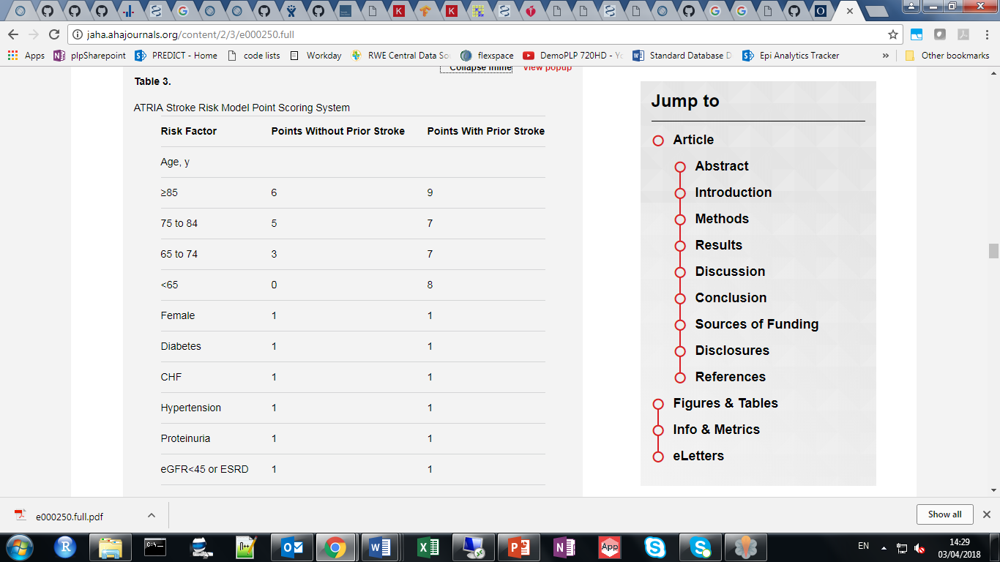 jaha.ahajournals.org/content/2/3/e000250.full
Apps plpSharepoint PREDICT - Home code lists Workday RWE Central Data So flexspace DemoPLP 720HD - Yo Standard Database D Epi Analytics Tracker » Other bookmarks
Collapse inline View popup
Table 3.
ATRIA Stroke Risk Model Point Scoring System
Risk Factor Points Without Prior Stroke Points With Prior Stroke
Age, y
≥85 6 9
75 to 84 5 7
65 to 74 3 7
<65 0 8
Female 1 1
Diabetes 1 1
CHF 1 1
Hypertension 1 1
Proteinuria 1 1
eGFR<45 or ESRD 1 1
Jump to
Article
Abstract
Introduction
Methods
Results
Discussion
Conclusion
Sources of Funding
Disclosures
References
Figures & Tables
Info & Metrics
eLetters
e000250.full.pdf
Show all
EN
14:29
03/04/2018